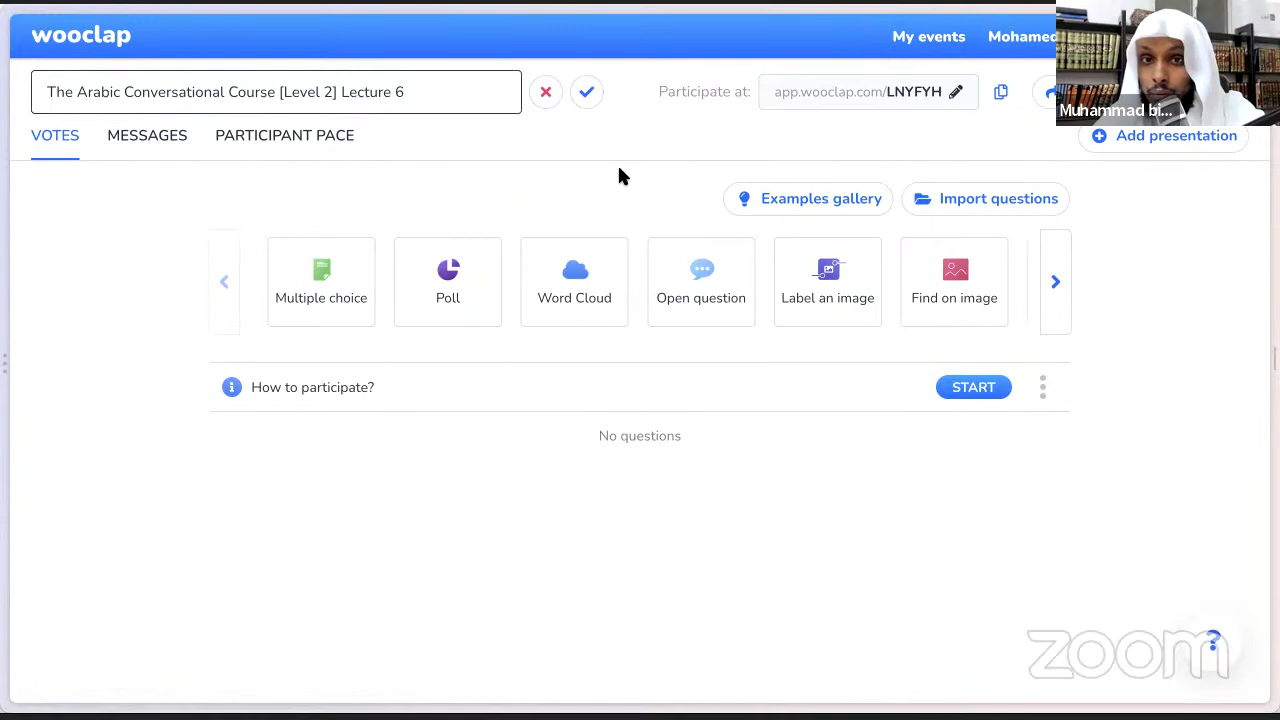 wooclap
My events
Mohamed
Muhammad bi...
The Arabic Conversational Course [Level 2] Lecture 6
Participate at:
app.wooclap.com/LNYFYH
VOTES
MESSAGES
PARTICIPANT PACE
Add presentation
Examples gallery
Import questions
Multiple choice
Poll
Word Cloud
Open question
Label an image
Find on image
How to participate?
START
No questions
zoom
?